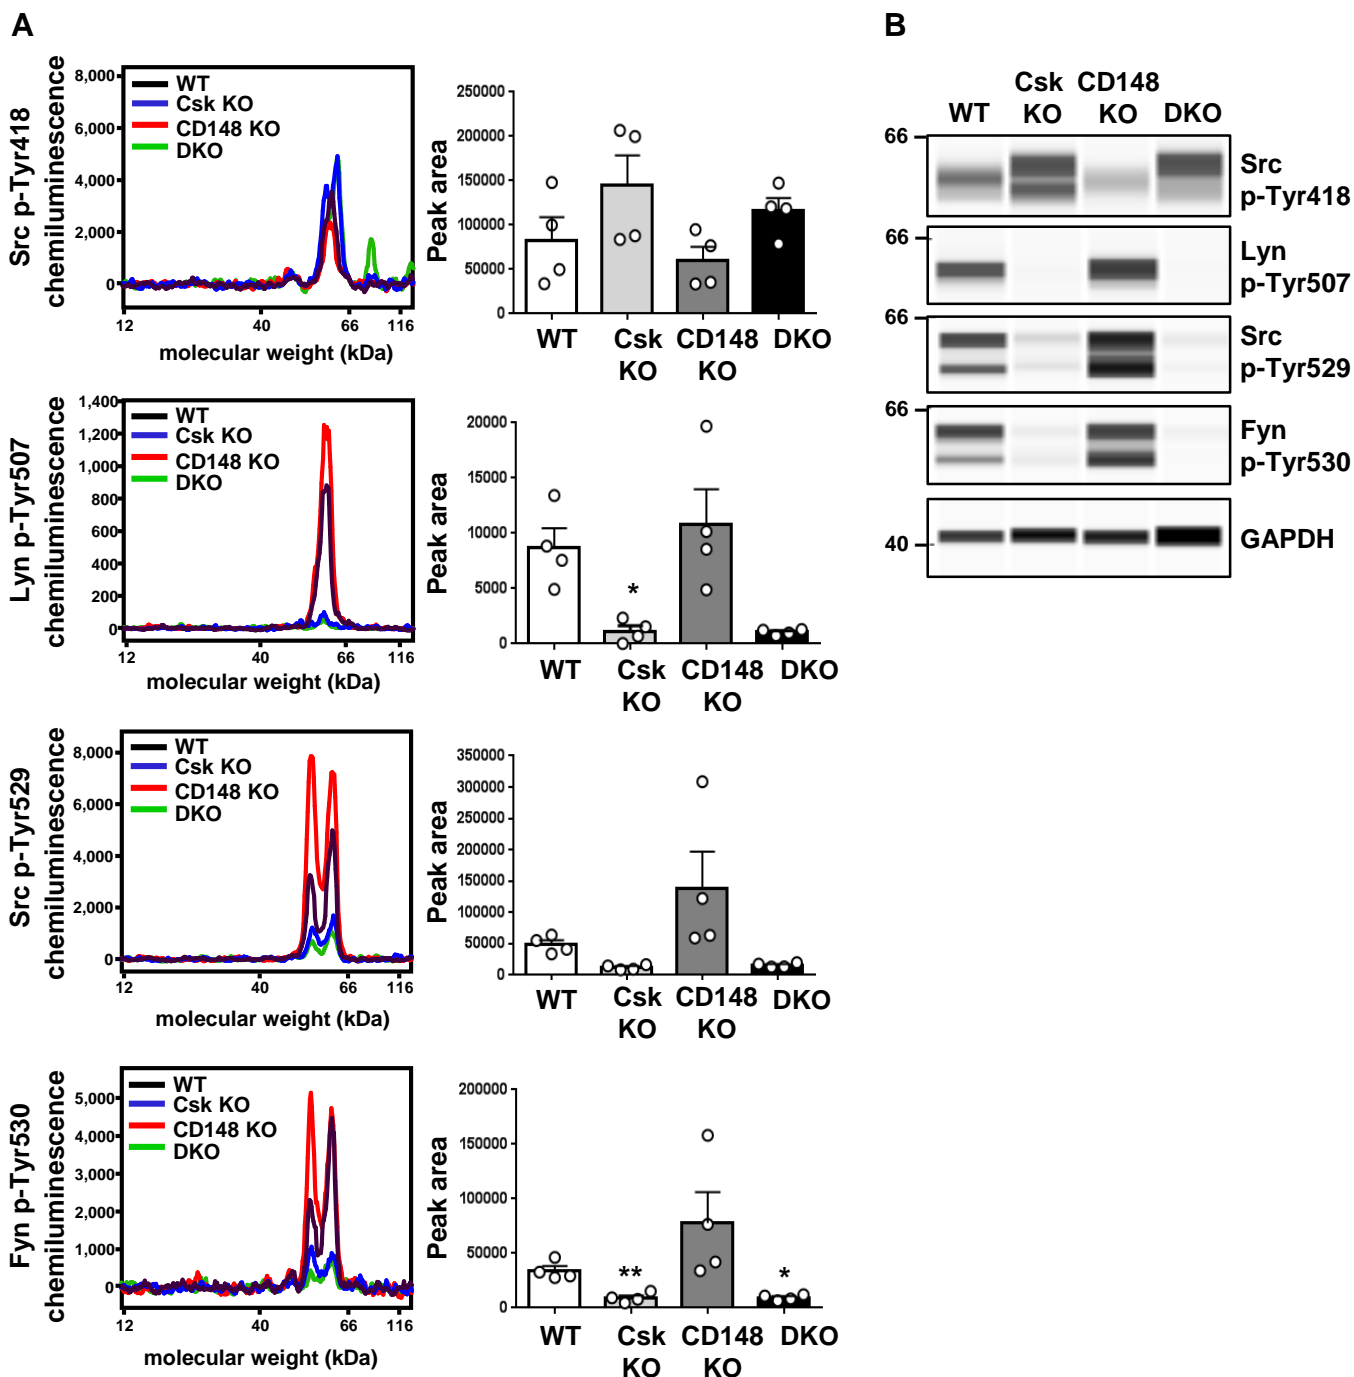 A
Src p-Tyr418
chemiluminescence
8,000
6,000
4,000
2,000
0
WT
Csk KO
CD148 KO
DKO
12
40
66
116
molecular weight (kDa)
Peak area
250000
200000
150000
100000
50000
0
WT
Csk
KO
CD148
KO
DKO
Lyn p-Tyr507
chemiluminescence
1,400
1,200
1,000
800
600
400
200
0
WT
Csk KO
CD148 KO
DKO
12
40
66
116
molecular weight (kDa)
Peak area
20000
15000
10000
5000
0
*
WT
Csk
KO
CD148
KO
DKO
Src p-Tyr529
chemiluminescence
8,000
6,000
4,000
2,000
0
WT
Csk KO
CD148 KO
DKO
12
40
66
116
molecular weight (kDa)
Peak area
350000
300000
250000
200000
150000
100000
50000
0
WT
Csk
KO
CD148
KO
DKO
Fyn p-Tyr530
chemiluminescence
5,000
4,000
3,000
2,000
1,000
0
WT
Csk KO
CD148 KO
DKO
12
40
66
116
molecular weight (kDa)
Peak area
200000
150000
100000
50000
0
**
*
WT
Csk
KO
CD148
KO
DKO
B
WT
Csk
KO
CD148
KO
DKO
66
Src
p-Tyr418
66
Lyn
p-Tyr507
66
Src
p-Tyr529
66
Fyn
p-Tyr530
40
GAPDH